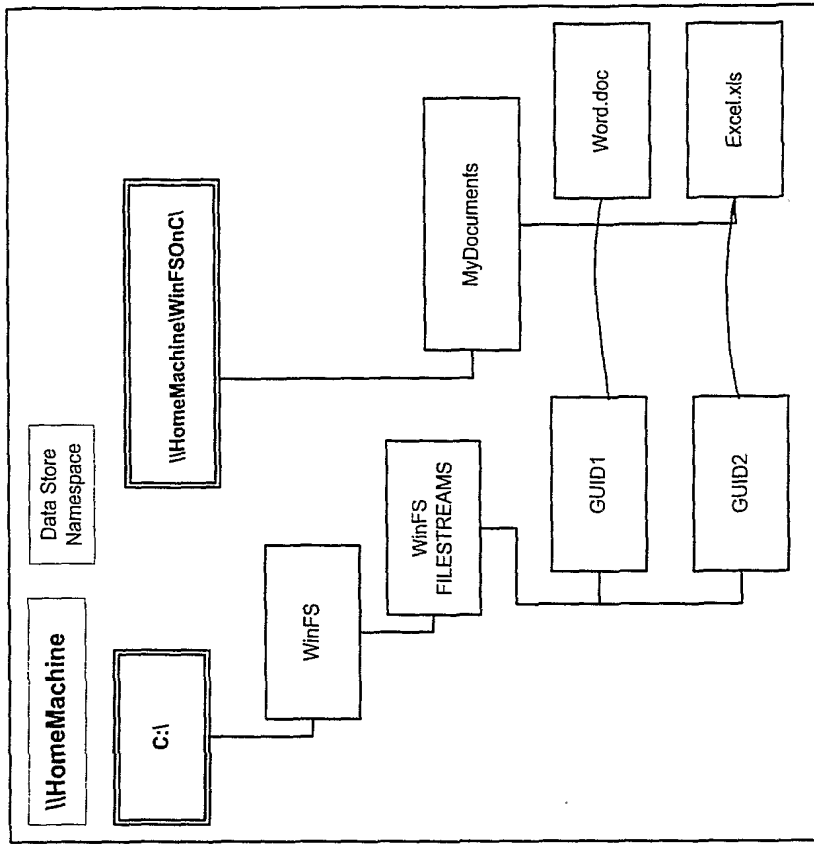 \\HomeMachine
Data Store
Namespace
C:\
\\HomeMachine\WinFSOnC\
WinFS
WinFS
FILESTREAMS
MyDocuments
GUID1
Word.doc
GUID2
Excel.xls